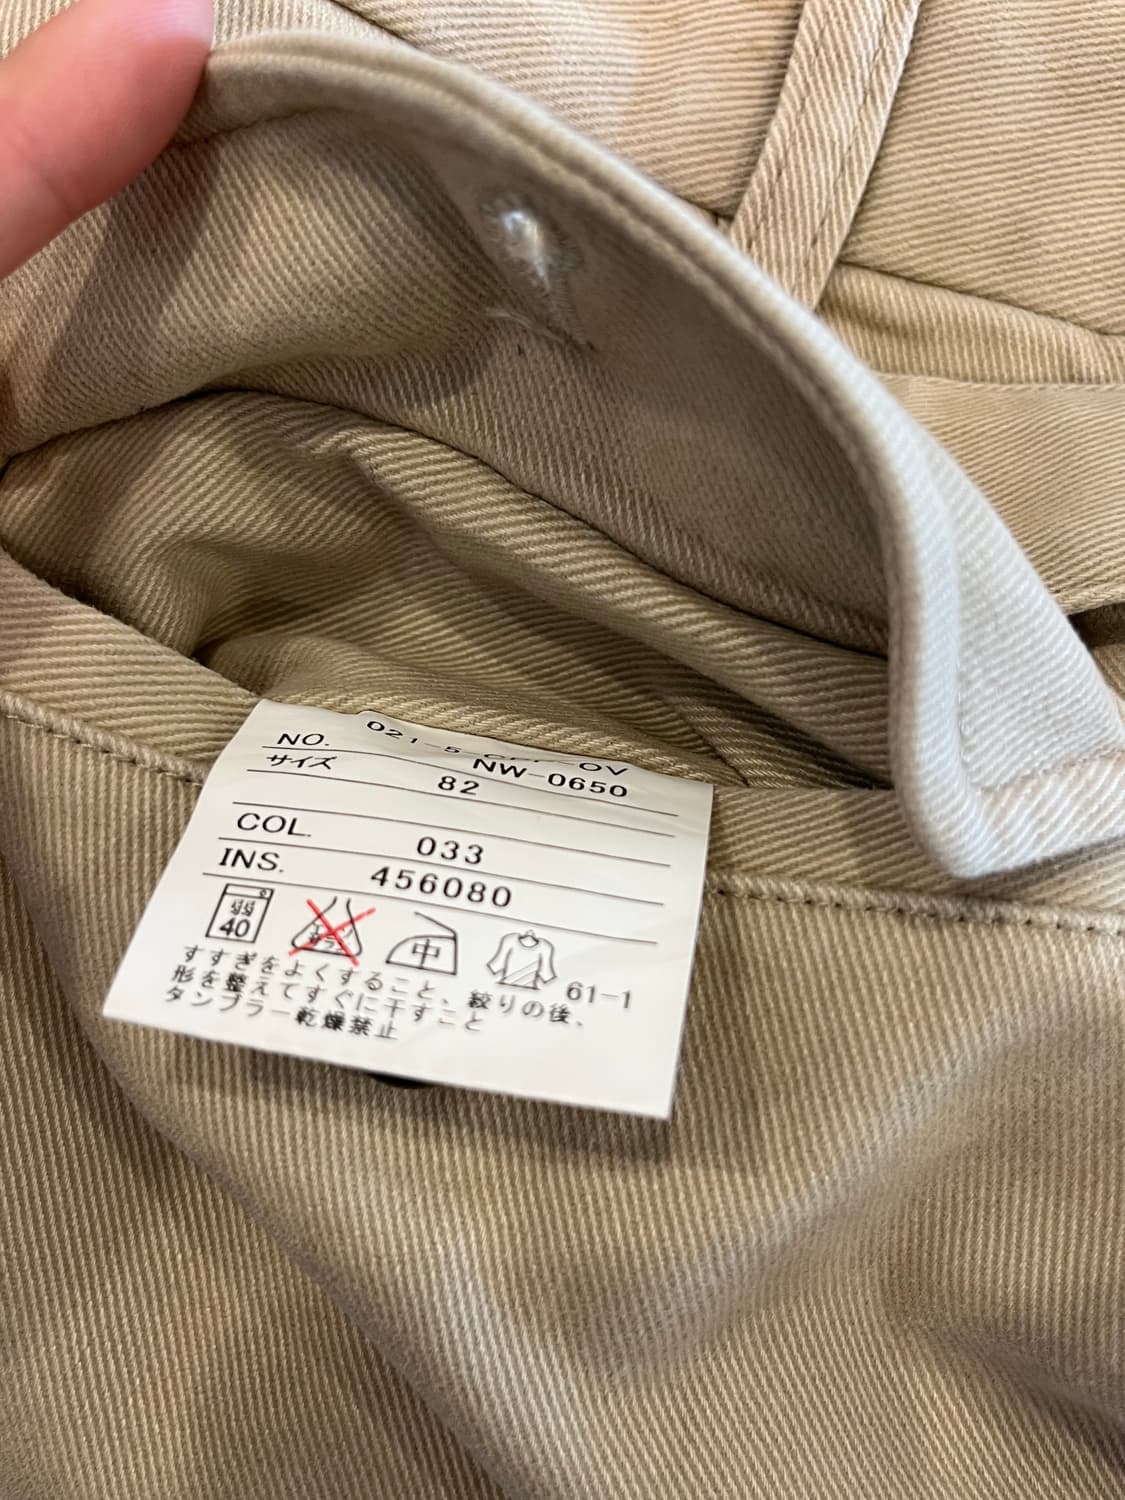 NO. NW-0650
サイズ 82
COL. 033
INS. 456080
弱
40
中
61-1
すすぎをよくすること、絞りの後、
形を整えてすぐに干すこと
タンブラー乾燥禁止